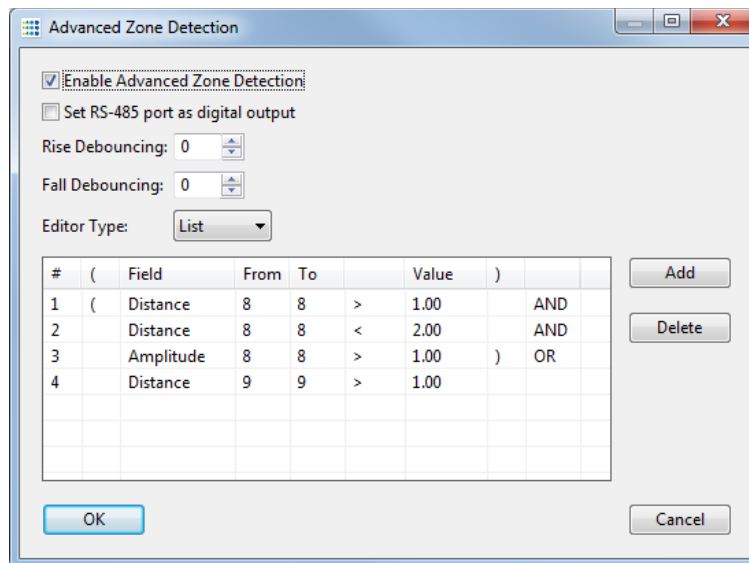 Advanced Zone Detection
Enable Advanced Zone Detection
Set RS-485 port as digital output
Rise Debouncing: 0
Fall Debouncing: 0
Editor Type: List
# ( Field From To Value )
1 ( Distance 8 8 > 1.00 AND
2 Distance 8 8 < 2.00 AND
3 Amplitude 8 8 > 1.00 ) OR
4 Distance 9 9 > 1.00
Add
Delete
OK Cancel